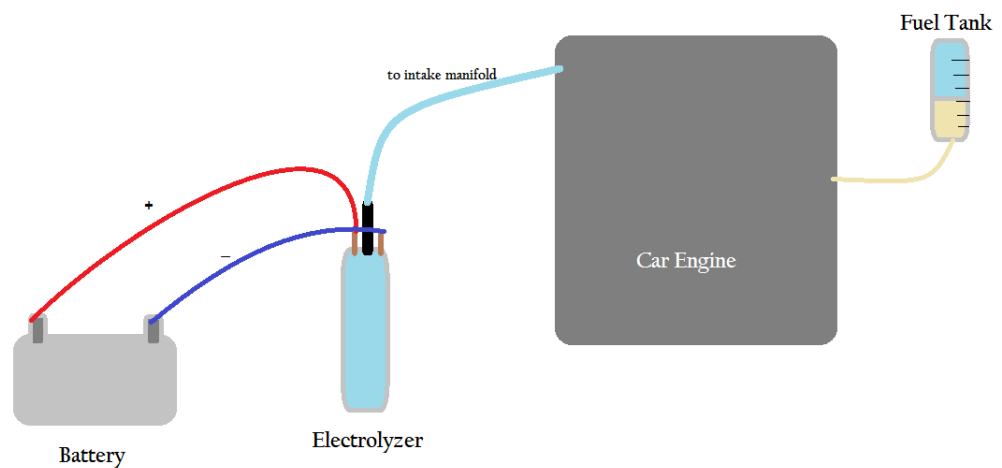 Fuel Tank
to intake manifold
+
–
Car Engine
Electrolyzer
Battery